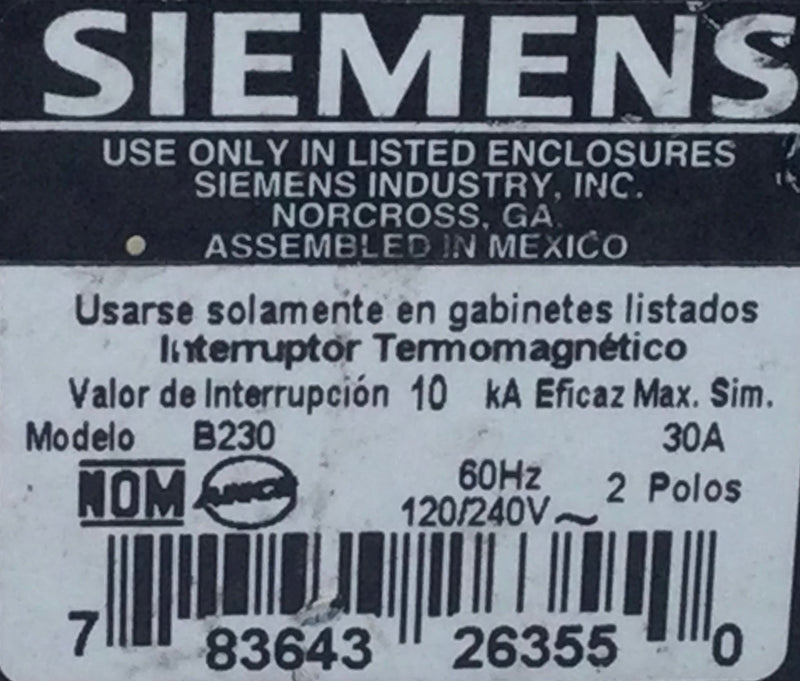 SIEMENS
USE ONLY IN LISTED ENCLOSURES
SIEMENS INDUSTRY, INC.
NORCROSS, GA.
ASSEMBLED IN MEXICO
Usarse solamente en gabinetes listados
Interruptor Termomagnético
Valor de Interrupción 10 kA Eficaz Max. Sim.
Modelo B230 30A
NOM ANCE 60Hz 2 Polos
120/240V ~
7 83643 26355 0